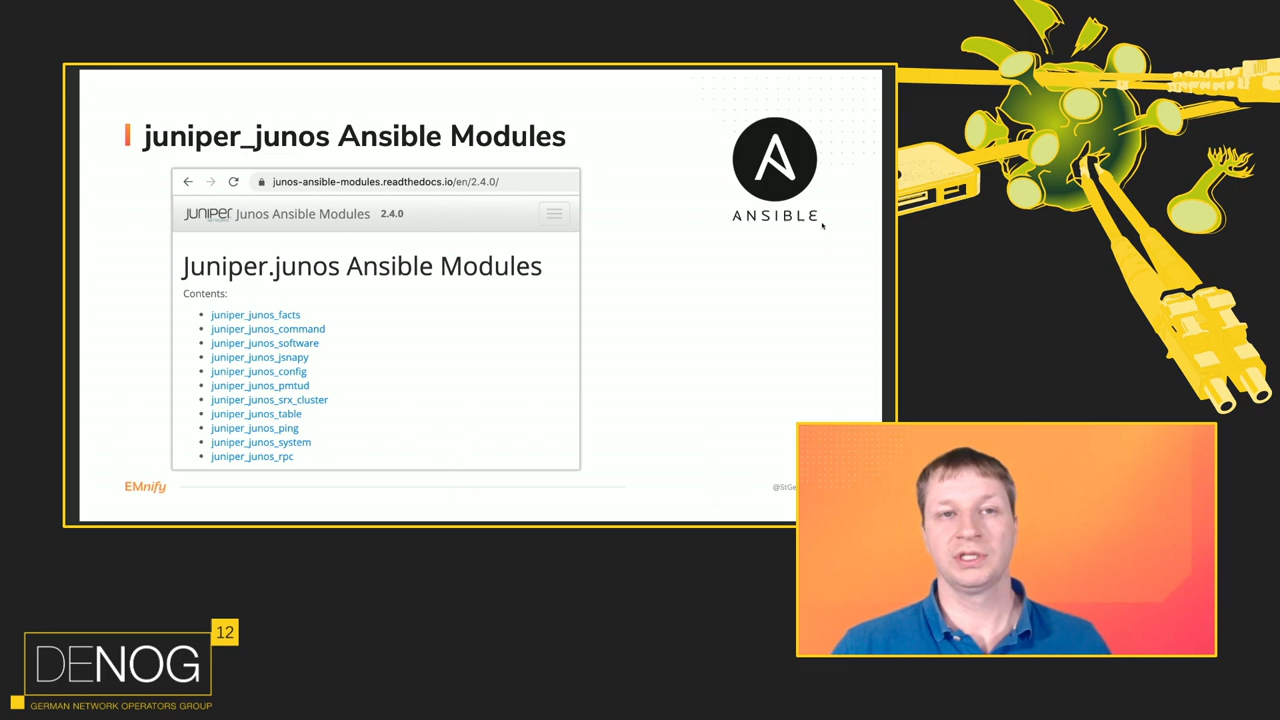 juniper_junos Ansible Modules
junos-ansible-modules.readthedocs.io/en/2.4.0/
JUNIPER
NETWORKS
Junos Ansible Modules 2.4.0
Juniper.junos Ansible Modules
Contents:
juniper_junos_facts
juniper_junos_command
juniper_junos_software
juniper_junos_jsnapy
juniper_junos_config
juniper_junos_pmtud
juniper_junos_srx_cluster
juniper_junos_table
juniper_junos_ping
juniper_junos_system
juniper_junos_rpc
ANSIBLE
EMnify
DENOG
12
GERMAN NETWORK OPERATORS GROUP